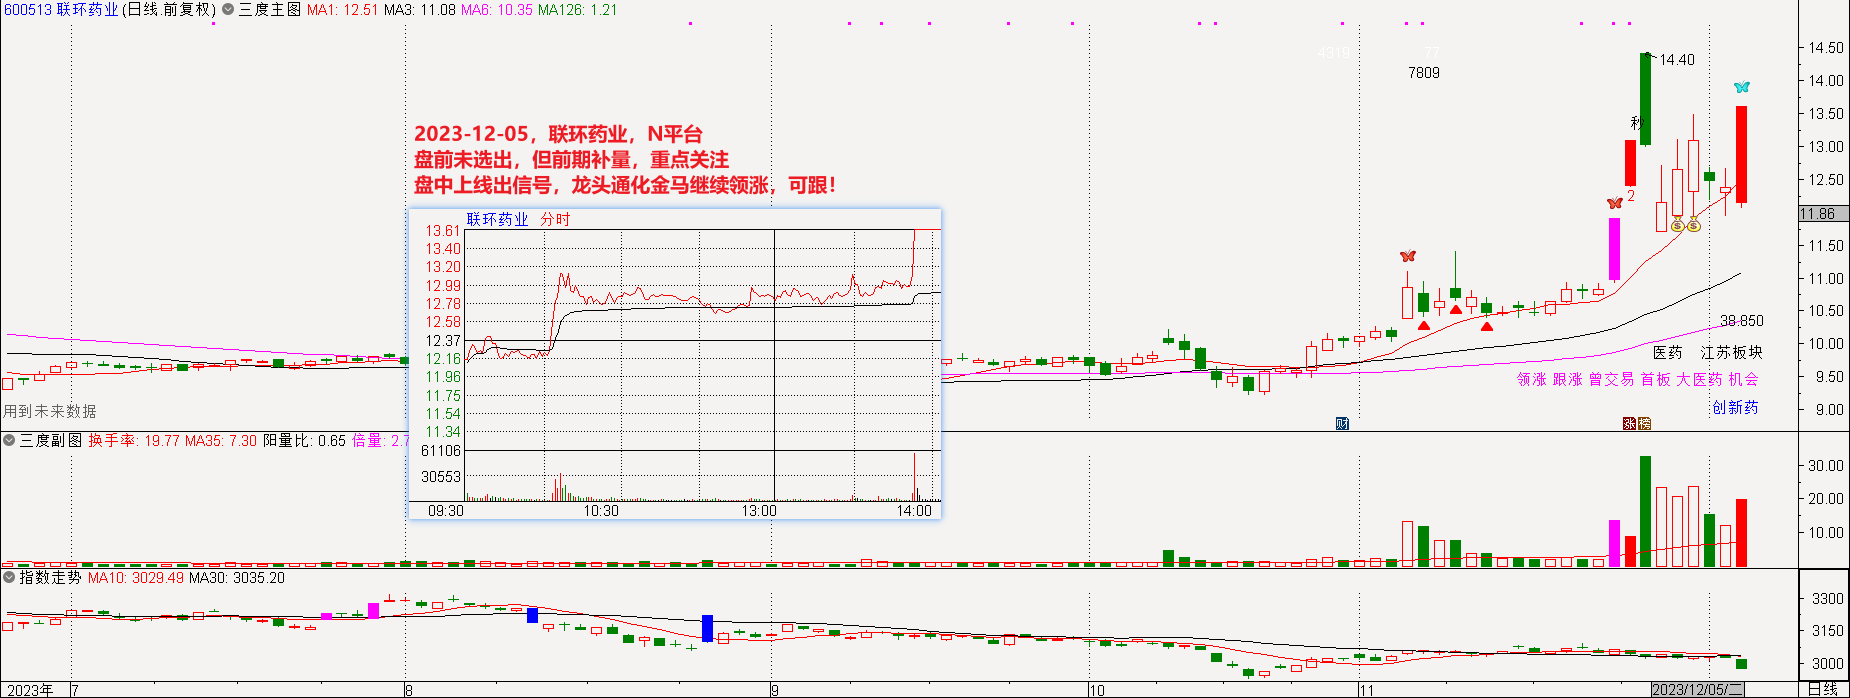 600513 联环药业(日线.前复权) 三度主图 MA1: 12.51 MA3: 11.08 MA6: 10.35 MA126: 1.21
4319 77
7809
14.40
秒
2
2023-12-05，联环药业，N平台
盘前未选出，但前期补量，重点关注
盘中上线出信号，龙头通化金马继续领涨，可跟！
联环药业 分时
13.61
13.40
13.20
12.99
12.78
12.58
12.37
12.16
11.96
11.75
11.54
11.34
61106
30553
09:30 10:30 13:00 14:00
14.50
14.00
13.50
13.00
12.50
11.86
11.50
11.00
10.50
10.00
9.50
9.00
38.850
医药 江苏板块
领涨 跟涨 曾交易 首板 大医药 机会
创新药
用到未来数据
财 涨 榜
三度副图 换手率: 19.77 MA35: 7.30 阳量比: 0.65 倍量: 2.7
30.00
20.00
10.00
指数走势 MA10: 3029.49 MA30: 3035.20
3300
3150
3000
2023年 7 8 9 10 11 2023/12/05/二 日线